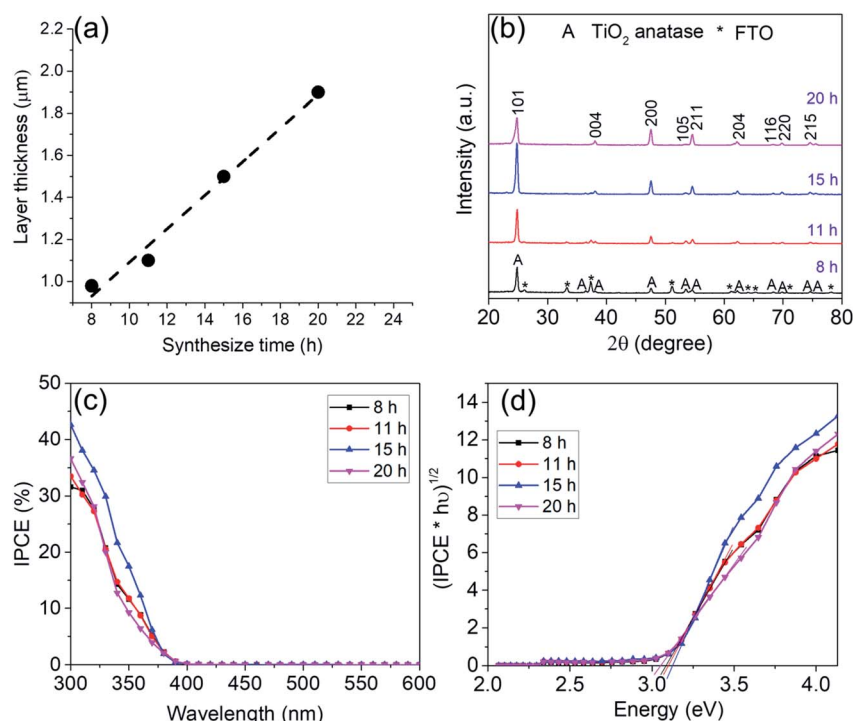 (a)
Layer thickness (μm)
2.2
2.0
1.8
1.6
1.4
1.2
1.0
8 10 12 14 16 18 20 22 24
Synthesize time (h)
(b)
A TiO2 anatase * FTO
Intensity (a.u.)
101
004
200
105
211
204
116
220
215
20 h
15 h
11 h
8 h
A
* * A * A A * A A * A * * A A * A A *
20 30 40 50 60 70 80
2θ (degree)
(c)
IPCE (%)
50
40
30
20
10
0
8 h
11 h
15 h
20 h
300 350 400 450 500 550 600
Wavelength (nm)
(d)
(IPCE * hυ)1/2
14
12
10
8
6
4
2
0
8 h
11 h
15 h
20 h
2.0 2.5 3.0 3.5 4.0
Energy (eV)